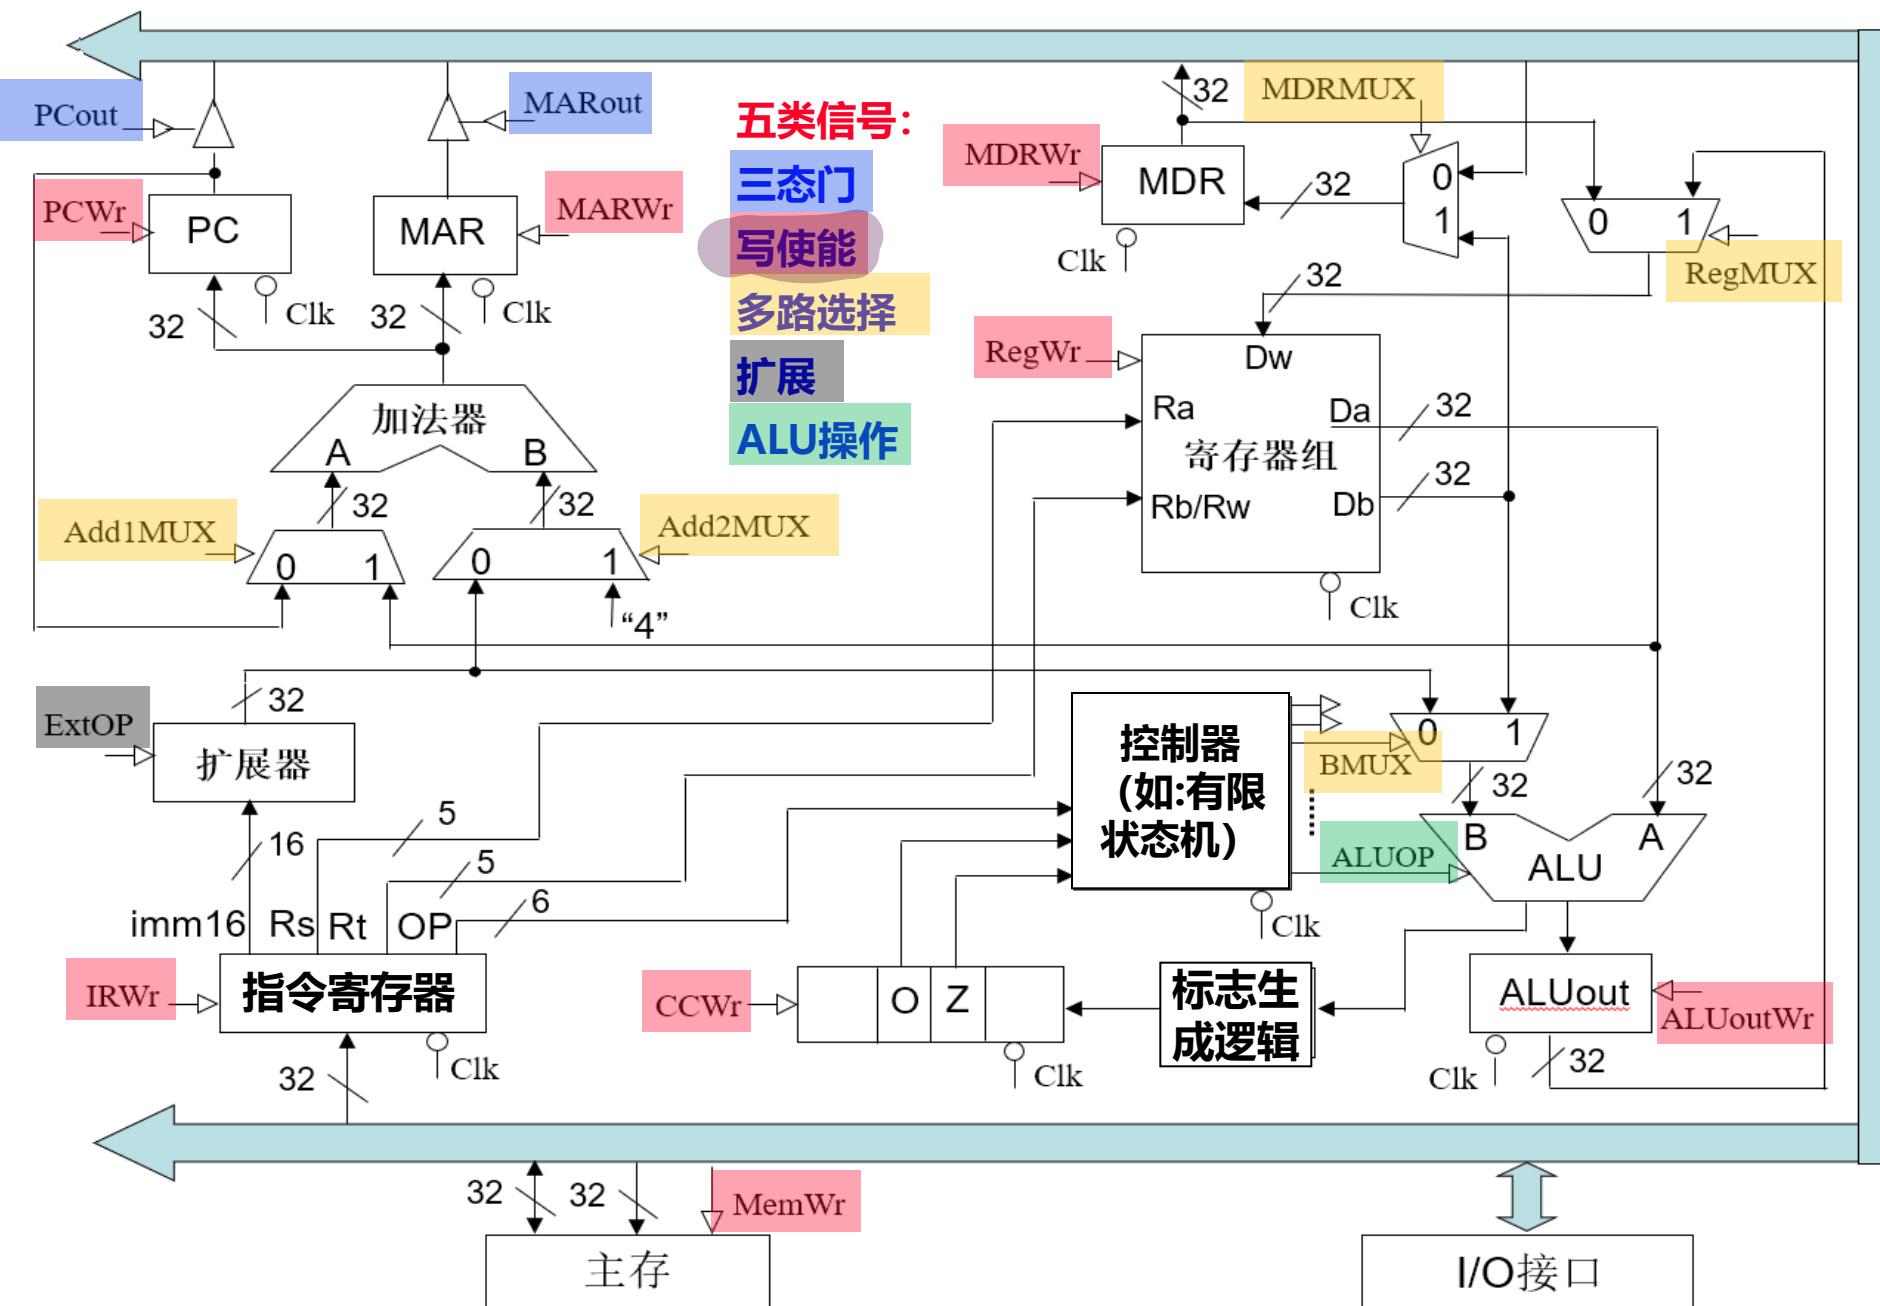 PCout
MARout
五类信号：
32
MDRMUX
三态门
MDRWr
MDR
32
0
1
PCWr
PC
MAR
MARWr
写使能
Clk
0 1
RegMUX
32
Clk
32
Clk
多路选择
32
RegWr
Dw
扩展
加法器
A B
ALU操作
Ra
Da
32
寄存器组
32
Rb/Rw
Db
Add1MUX
32
32
Add2MUX
0 1
0 1
“4”
Clk
ExtOP
32
扩展器
控制器
（如:有限
状态机）
0 1
BMUX
32
32
16
5
5
6
ALUOP
B
A
ALU
imm16
Rs
Rt
OP
Clk
IRWr
指令寄存器
CCWr
O
Z
标志生
成逻辑
ALUout
ALUoutWr
32
Clk
Clk
Clk
32
32
32
MemWr
主存
I/O接口